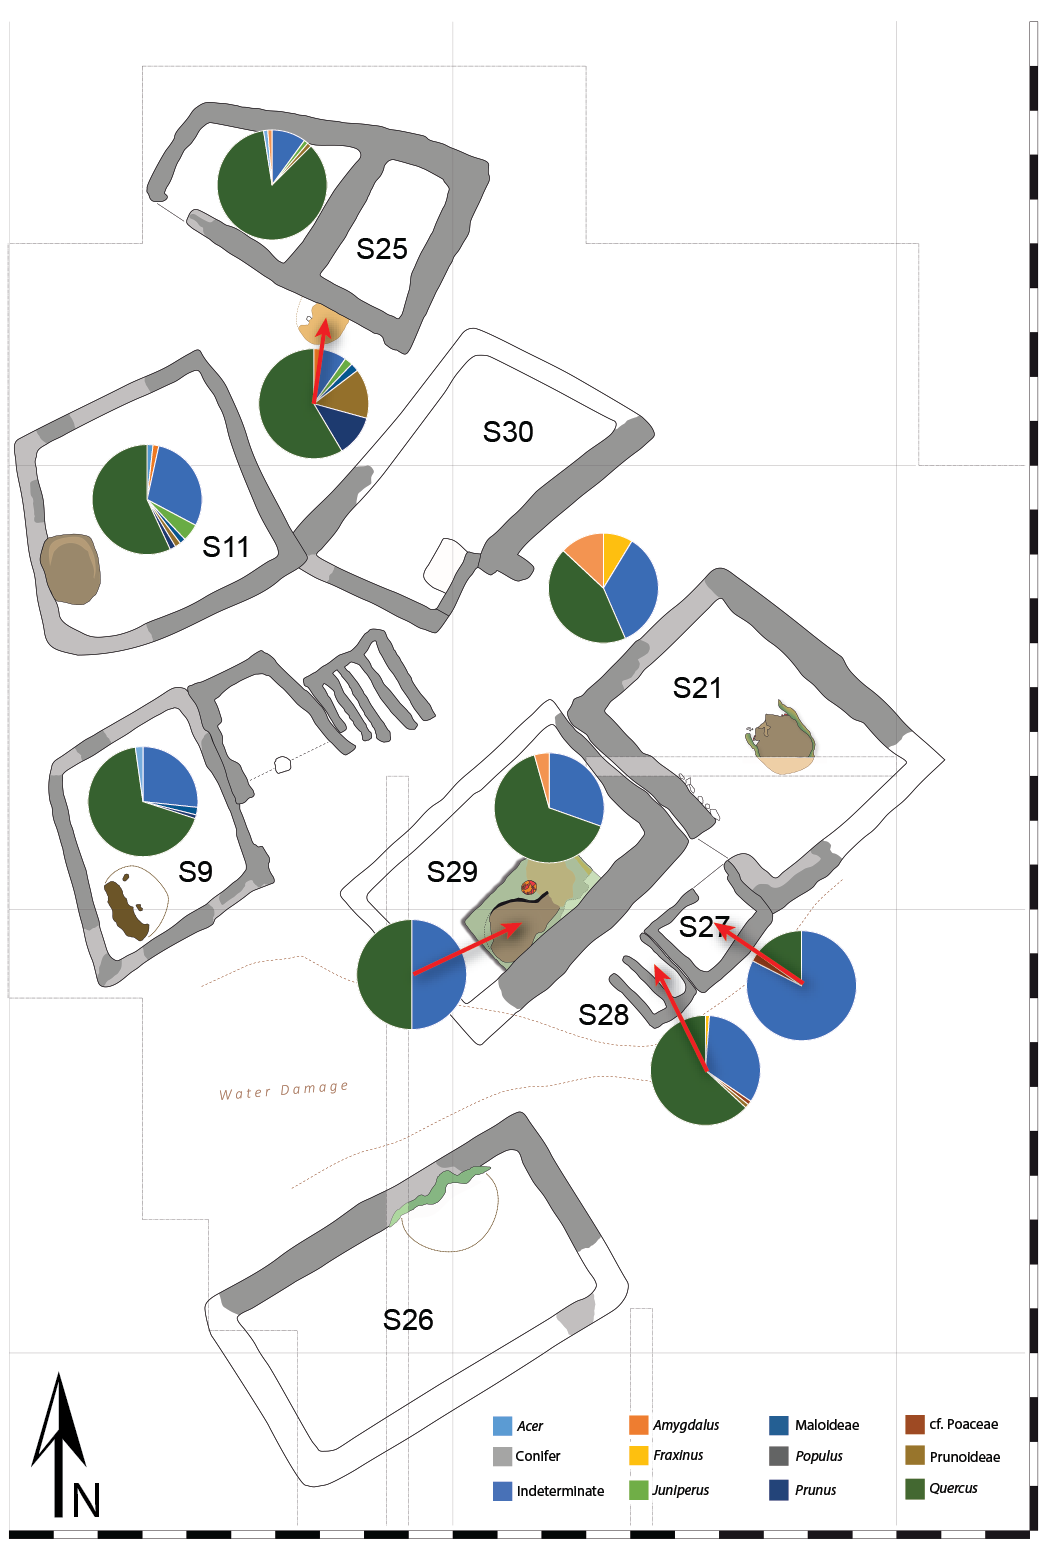 S25
S30
S11
S21
S9
S29
S27
S28
Water Damage
S26
N
Acer
Amygdalus
Maloideae
cf. Poaceae
Conifer
Fraxinus
Populus
Prunoideae
Indeterminate
Juniperus
Prunus
Quercus